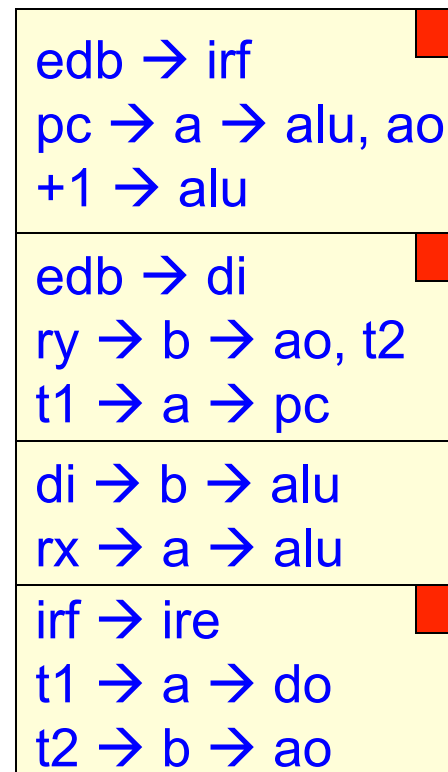 edb → irf
pc → a → alu, ao
+1 → alu
edb → di
ry → b → ao, t2
t1 → a → pc
di → b → alu
rx → a → alu
irf → ire
t1 → a → do
t2 → b → ao